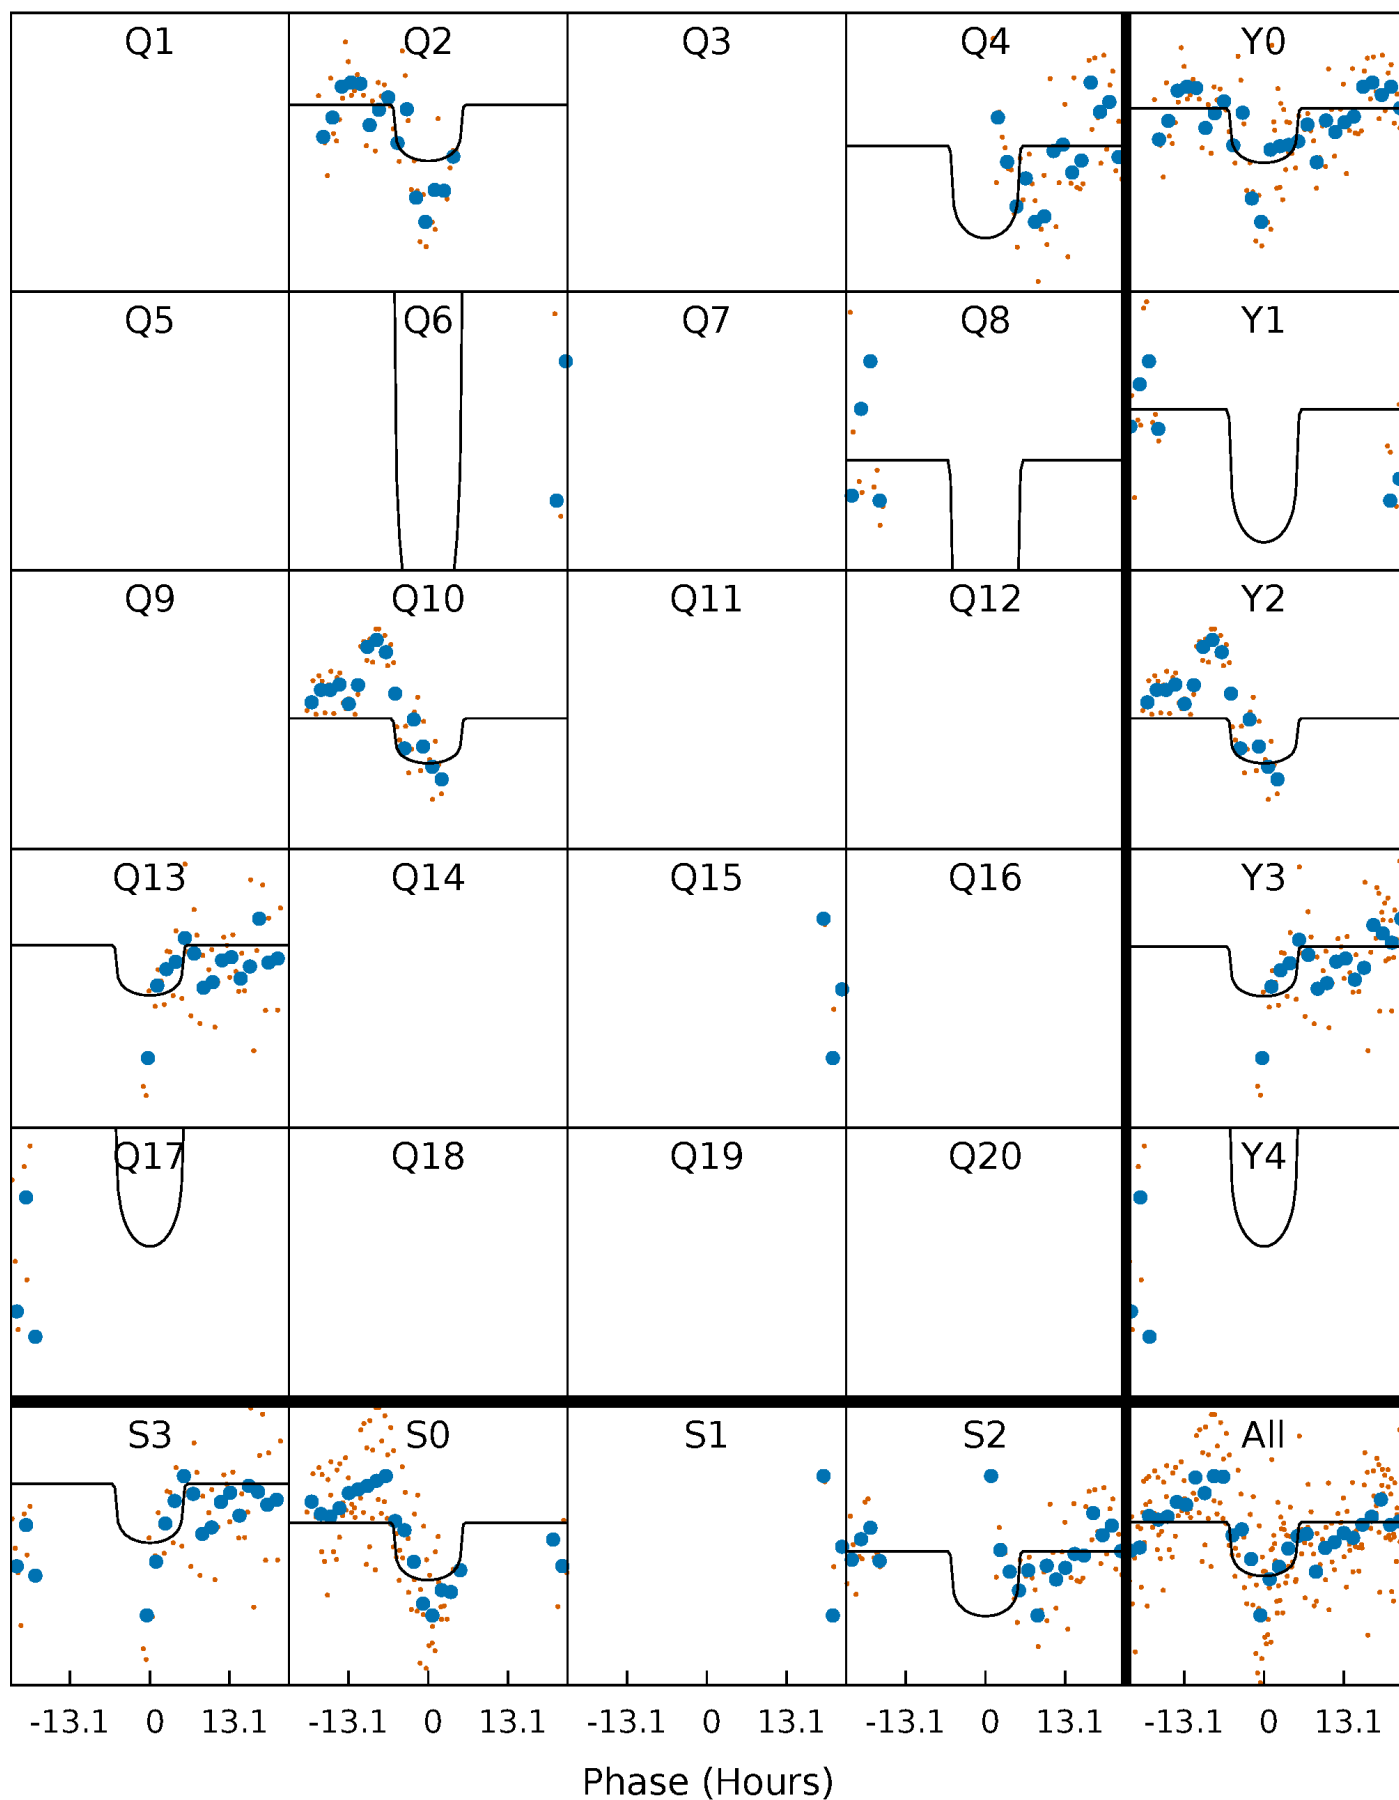 Q1 Q2 Q3 Q4 Y0
Q5 Q6 Q7 Q8 Y1
Q9 Q10 Q11 Q12 Y2
Q13 Q14 Q15 Q16 Y3
Q17 Q18 Q19 Q20 Y4
S3 S0 S1 S2 All
-13.1 0 13.1 -13.1 0 13.1 -13.1 0 13.1 -13.1 0 13.1 -13.1 0 13.1
Phase (Hours)